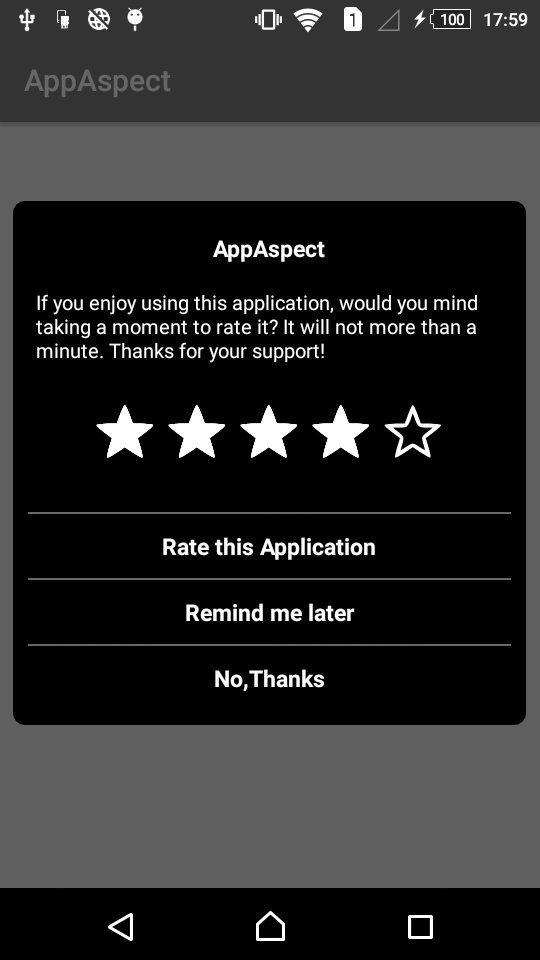 1 100 17:59
AppAspect
AppAspect
If you enjoy using this application, would you mind
taking a moment to rate it? It will not more than a
minute. Thanks for your support!
Rate this Application
Remind me later
No,Thanks